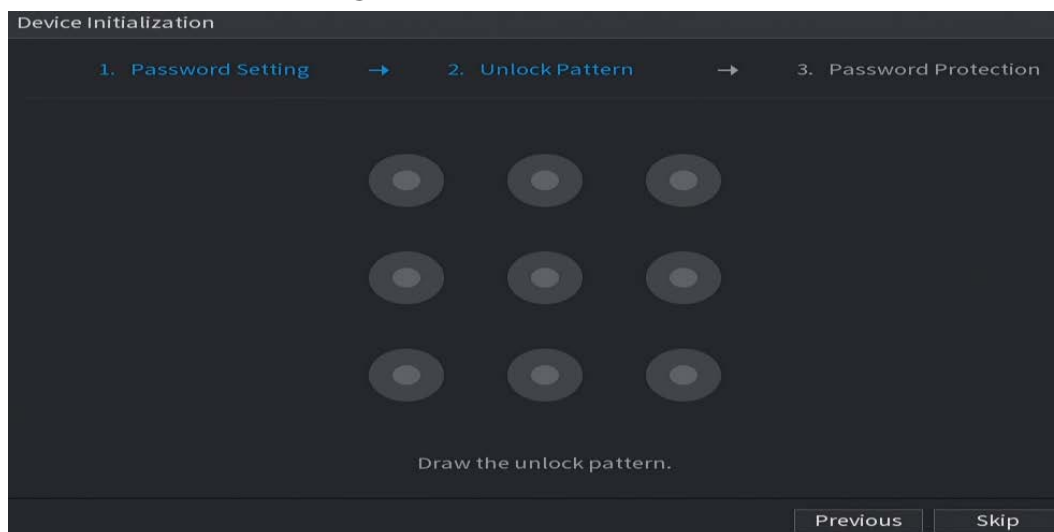 Device Initialization
1. Password Setting → 2. Unlock Pattern → 3. Password Protection
Draw the unlock pattern.
Previous Skip